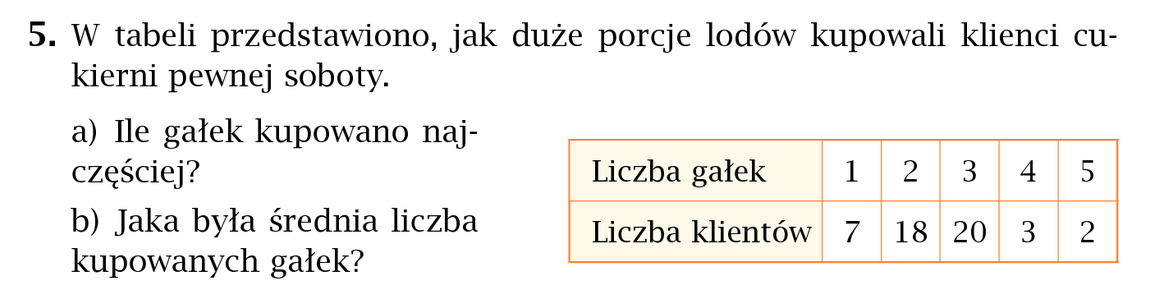 5. W tabeli przedstawiono, jak duże porcje lodów kupowali klienci cu-
kierni pewnej soboty.
a) Ile gałek kupowano naj-
częściej?
b) Jaka była średnia liczba
kupowanych gałek?
Liczba gałek 1 2 3 4 5
Liczba klientów 7 18 20 3 2